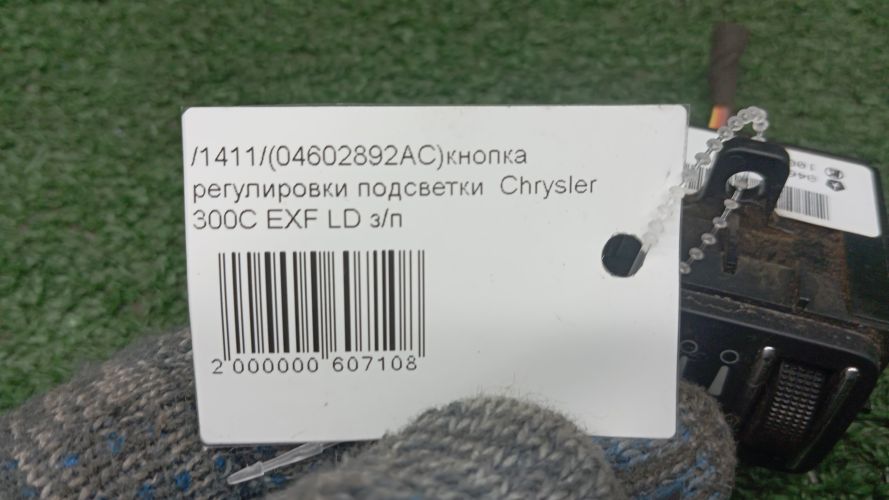 /1411/(04602892AC)кнопка
регулировки подсветки Chrysler
300C EXF LD з/п
2 000000 607108